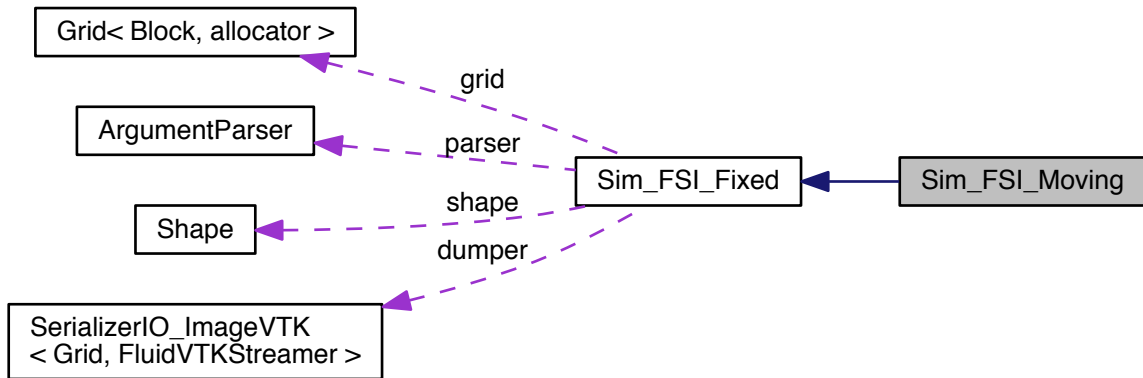 Grid< Block, allocator >
grid
ArgumentParser
parser
Sim_FSI_Fixed
Sim_FSI_Moving
shape
Shape
dumper
SerializerIO_ImageVTK
< Grid, FluidVTKStreamer >